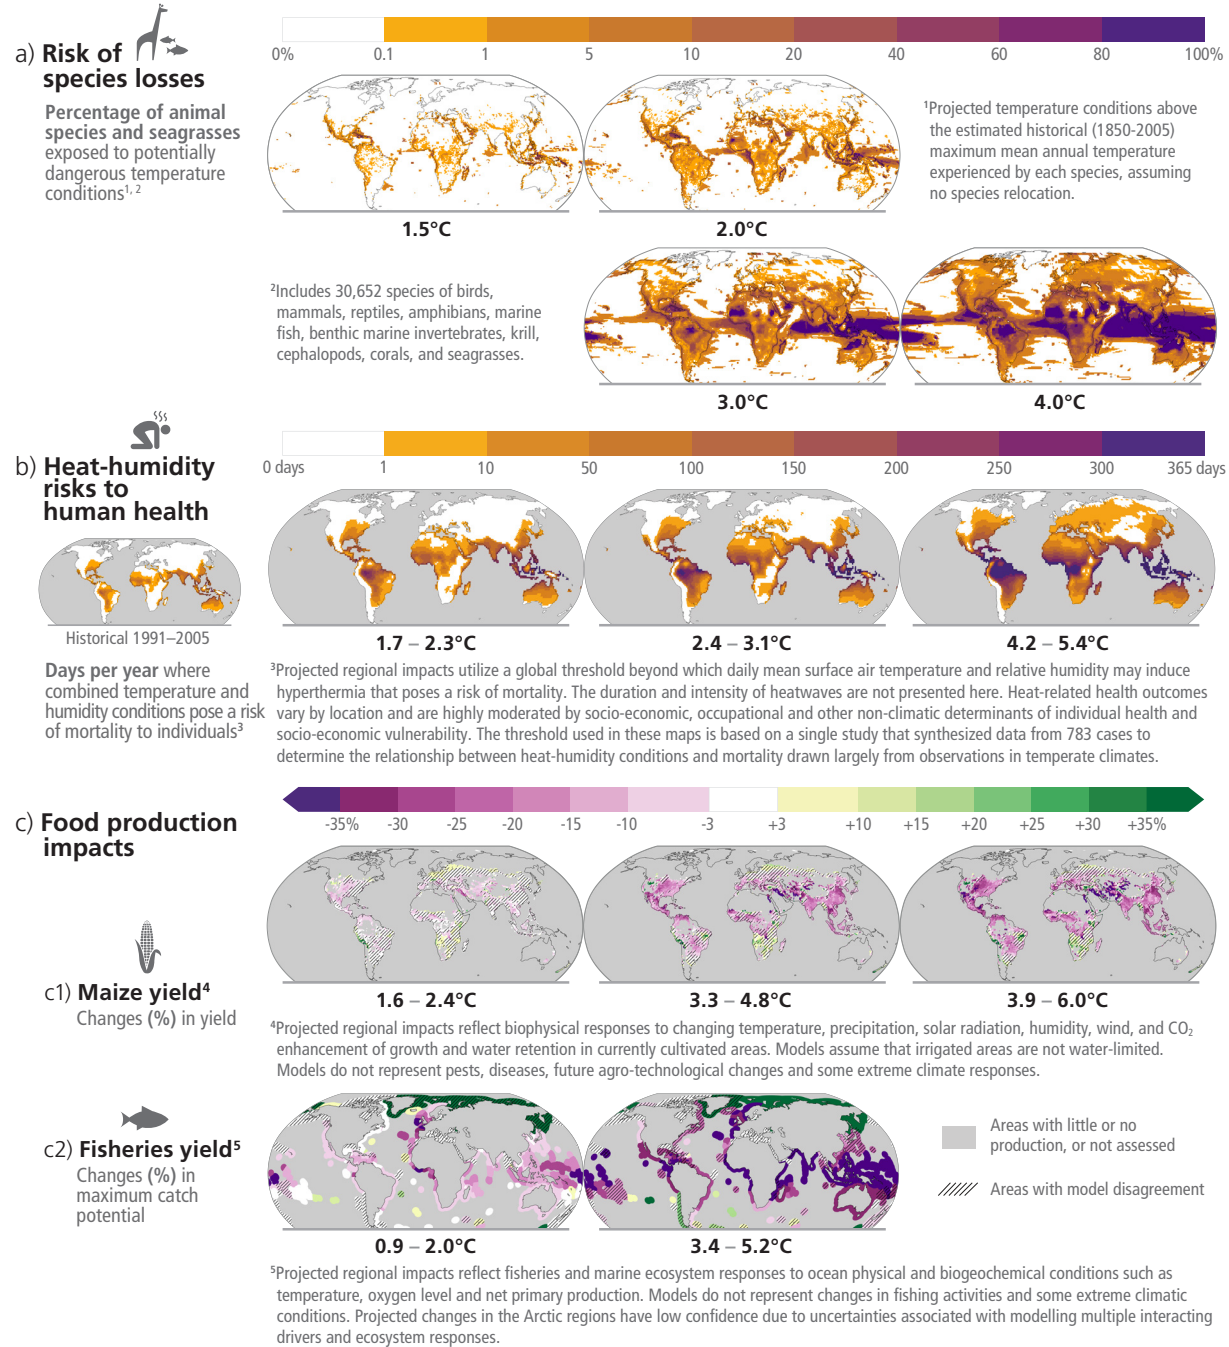 a) Risk of
species losses
Percentage of animal
species and seagrasses
exposed to potentially
dangerous temperature
conditions¹, ²
0% 0.1 1 5 10 20 40 60 80 100%
1.5°C
2.0°C
¹Projected temperature conditions above
the estimated historical (1850-2005)
maximum mean annual temperature
experienced by each species, assuming
no species relocation.
²Includes 30,652 species of birds,
mammals, reptiles, amphibians, marine
fish, benthic marine invertebrates, krill,
cephalopods, corals, and seagrasses.
3.0°C
4.0°C
b) Heat-humidity
risks to
human health
0 days 1 10 50 100 150 200 250 300 365 days
Historical 1991–2005
Days per year where
combined temperature and
humidity conditions pose a risk
of mortality to individuals³
1.7 – 2.3°C
2.4 – 3.1°C
4.2 – 5.4°C
³Projected regional impacts utilize a global threshold beyond which daily mean surface air temperature and relative humidity may induce
hyperthermia that poses a risk of mortality. The duration and intensity of heatwaves are not presented here. Heat-related health outcomes
vary by location and are highly moderated by socio-economic, occupational and other non-climatic determinants of individual health and
socio-economic vulnerability. The threshold used in these maps is based on a single study that synthesized data from 783 cases to
determine the relationship between heat-humidity conditions and mortality drawn largely from observations in temperate climates.
c) Food production
impacts
-35% -30 -25 -20 -15 -10 -3 +3 +10 +15 +20 +25 +30 +35%
c1) Maize yield⁴
Changes (%) in yield
1.6 – 2.4°C
3.3 – 4.8°C
3.9 – 6.0°C
⁴Projected regional impacts reflect biophysical responses to changing temperature, precipitation, solar radiation, humidity, wind, and CO₂
enhancement of growth and water retention in currently cultivated areas. Models assume that irrigated areas are not water-limited.
Models do not represent pests, diseases, future agro-technological changes and some extreme climate responses.
c2) Fisheries yield⁵
Changes (%) in
maximum catch
potential
0.9 – 2.0°C
3.4 – 5.2°C
Areas with little or no
production, or not assessed
Areas with model disagreement
⁵Projected regional impacts reflect fisheries and marine ecosystem responses to ocean physical and biogeochemical conditions such as
temperature, oxygen level and net primary production. Models do not represent changes in fishing activities and some extreme climatic
conditions. Projected changes in the Arctic regions have low confidence due to uncertainties associated with modelling multiple interacting
drivers and ecosystem responses.